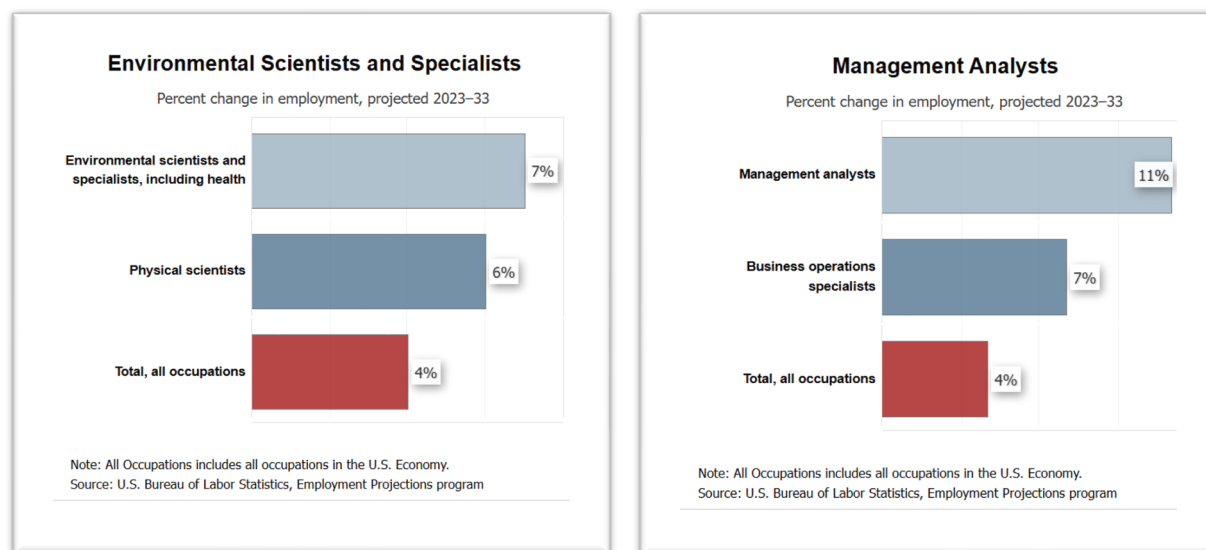 Environmental Scientists and Specialists
Percent change in employment, projected 2023–33
Environmental scientists and
specialists, including health
7%
Physical scientists
6%
Total, all occupations
4%
Note: All Occupations includes all occupations in the U.S. Economy.
Source: U.S. Bureau of Labor Statistics, Employment Projections program
Management Analysts
Percent change in employment, projected 2023–33
Management analysts
11%
Business operations
specialists
7%
Total, all occupations
4%
Note: All Occupations includes all occupations in the U.S. Economy.
Source: U.S. Bureau of Labor Statistics, Employment Projections program